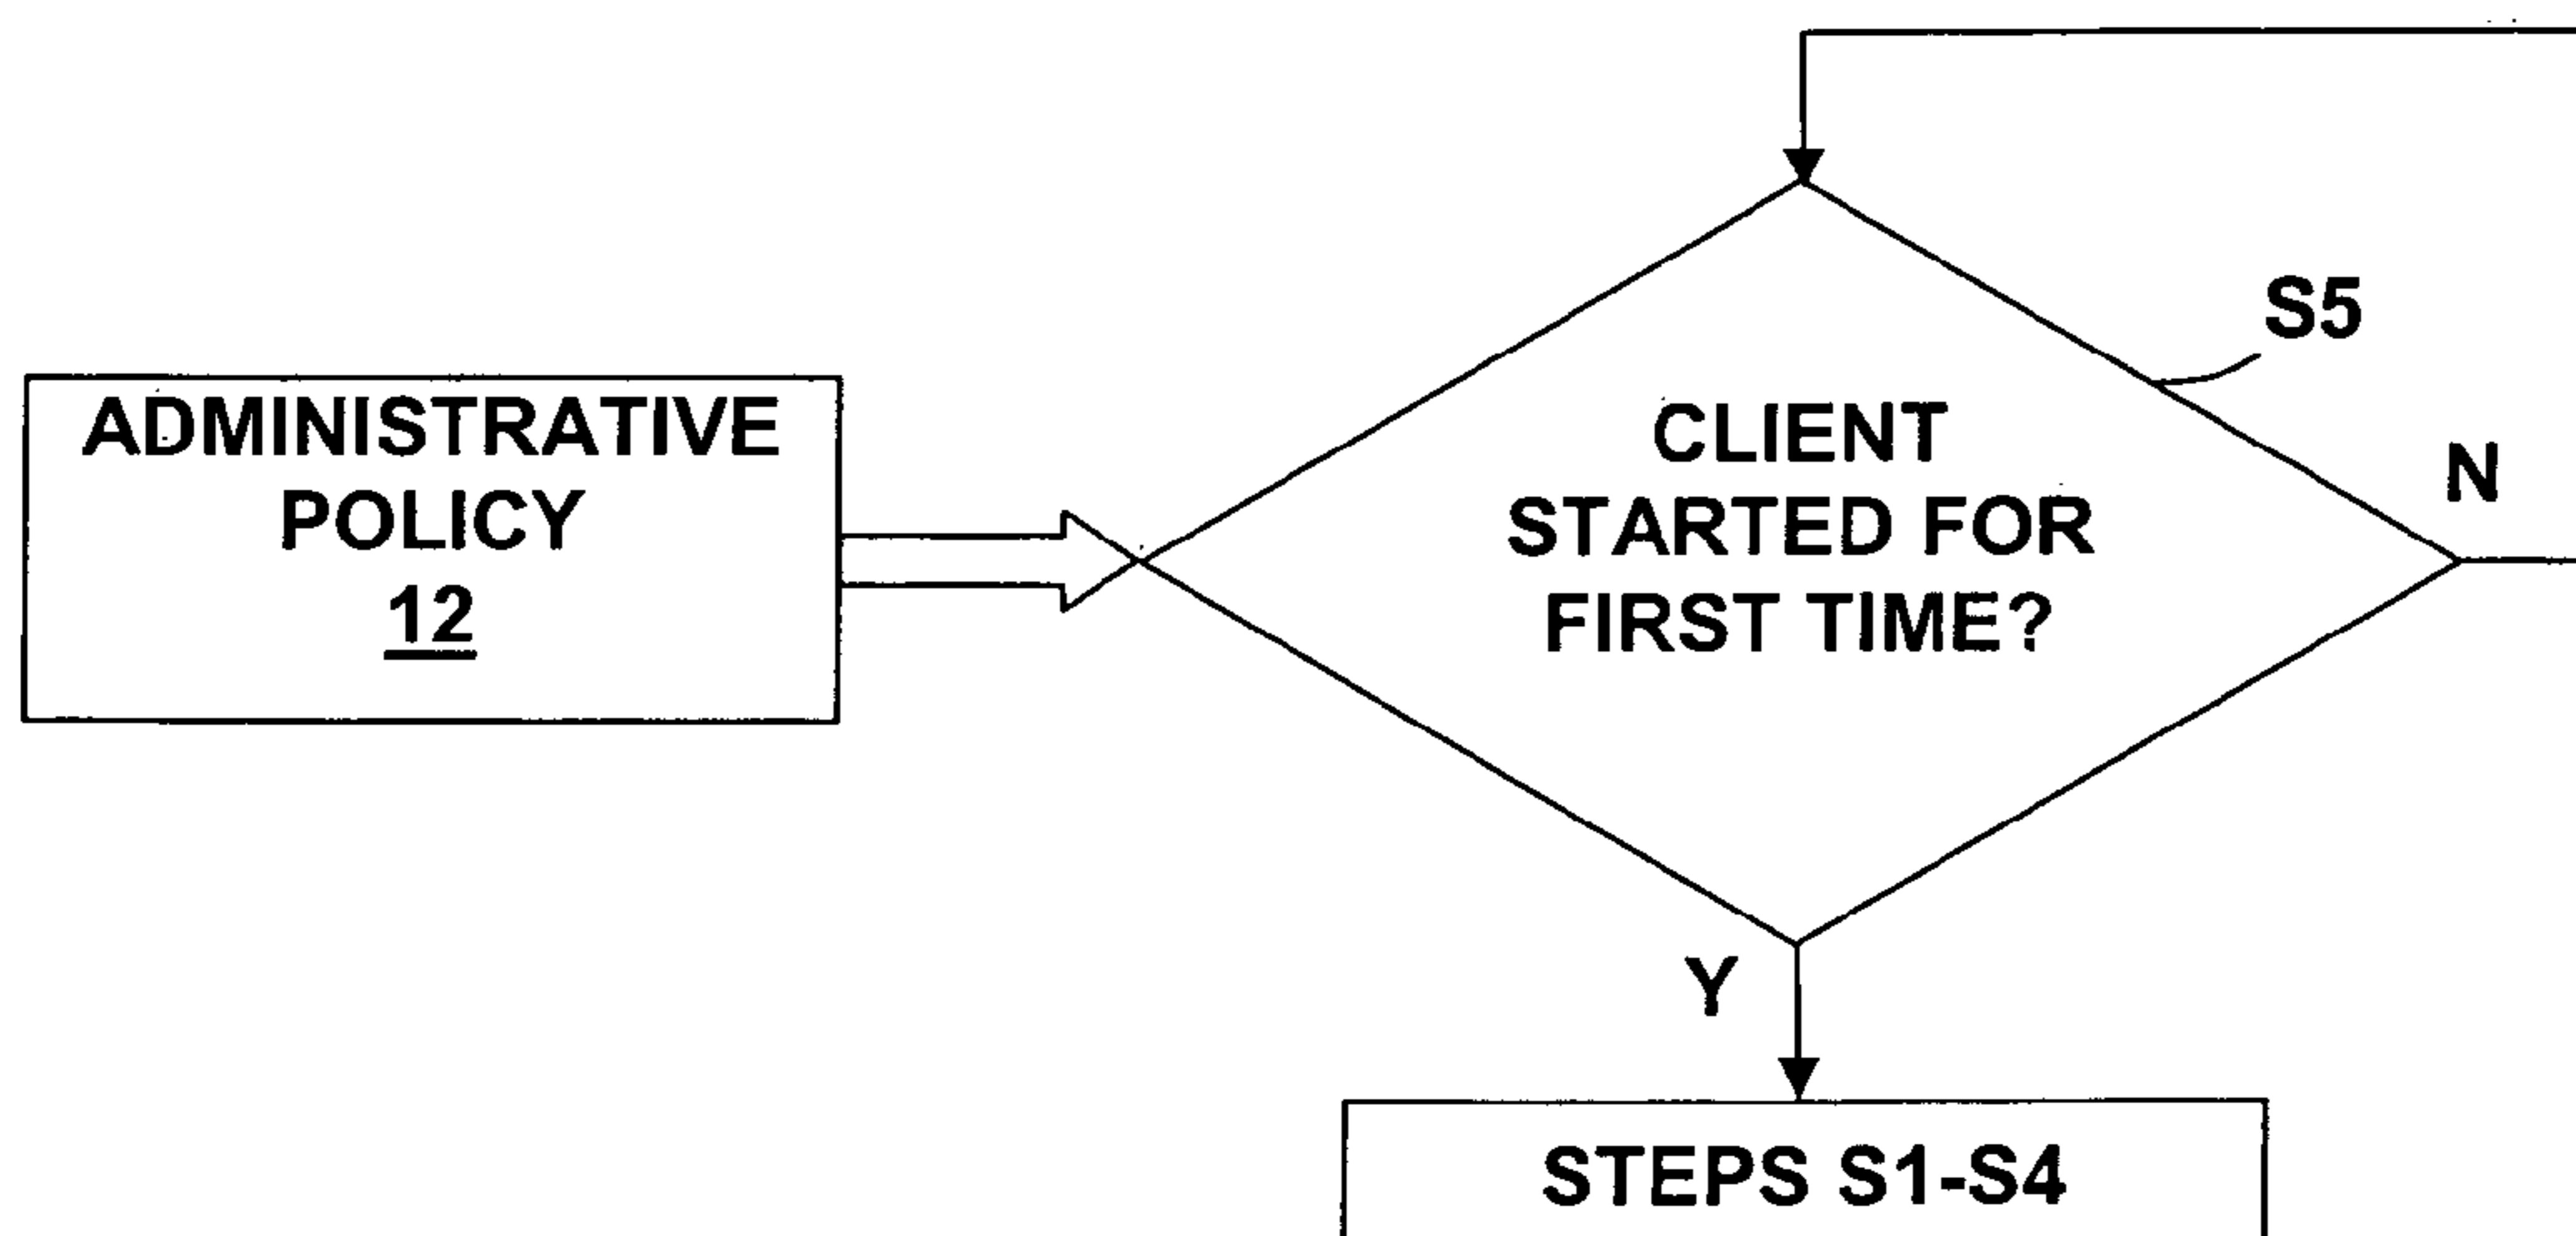 ADMINISTRATIVE
POLICY
12
S5
CLIENT
STARTED FOR
FIRST TIME?
N
Y
STEPS S1-S4